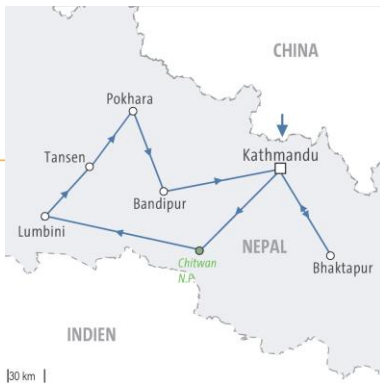 CHINA
Pokhara
Kathmandu
Tansen
Bandipur
Lumbini
NEPAL
Chitwan
N.P.
Bhaktapur
INDIEN
30 km